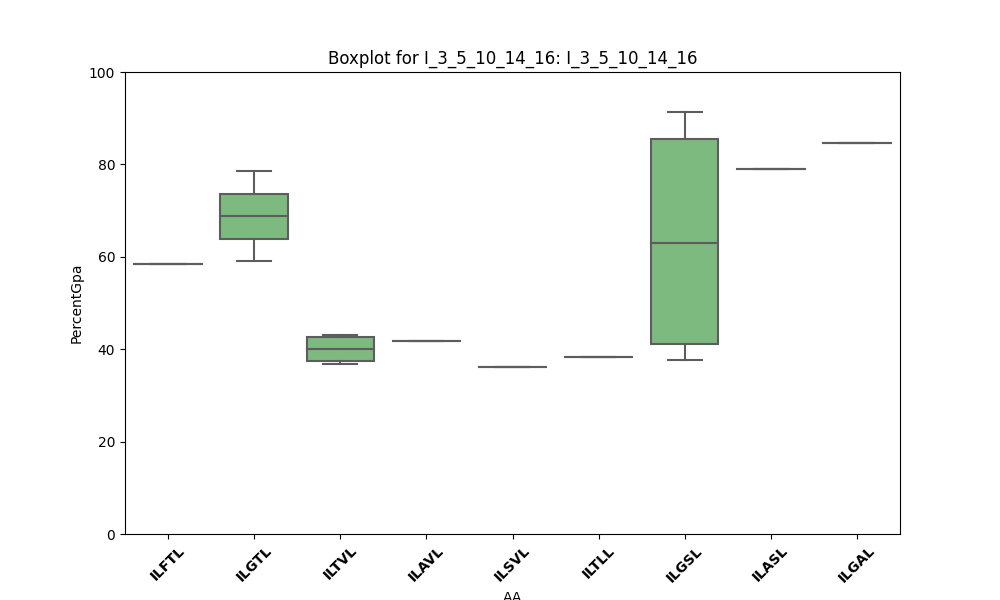 Boxplot for I_3_5_10_14_16: I_3_5_10_14_16
100
80
60
40
20
0
PercentGpa
ILFTL
ILGTL
ILTVL
ILAVL
ILSVL
ILTLL
ILGSL
ILASL
ILGAL
AA